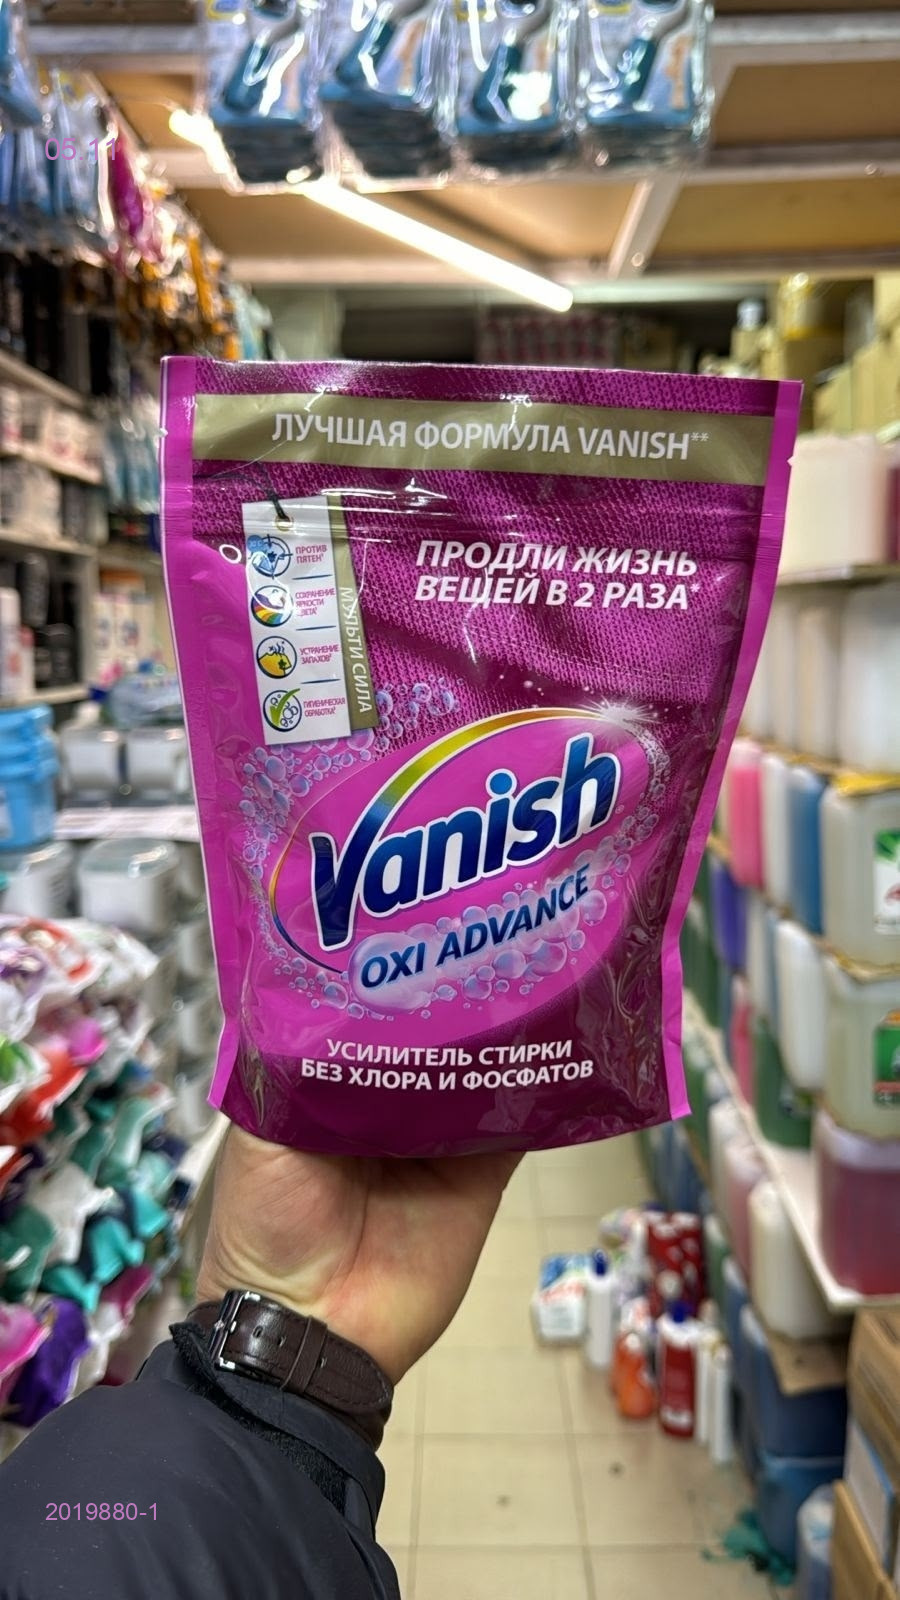 05.11
ЛУЧШАЯ ФОРМУЛА VANISH**
ПРОТИВ
ПЯТЕН
СОХРАНЕНИЕ
ЯРКОСТИ
ЦВЕТА
УСТРАНЕНИЕ
ЗАПАХОВ
ГИГИЕНИЧЕСКАЯ
ОБРАБОТКА
МУЛЬТИ СИЛА
ПРОДЛИ ЖИЗНЬ
ВЕЩЕЙ В 2 РАЗА*
Vanish
OXI ADVANCE
УСИЛИТЕЛЬ СТИРКИ
БЕЗ ХЛОРА И ФОСФАТОВ
2019880-1